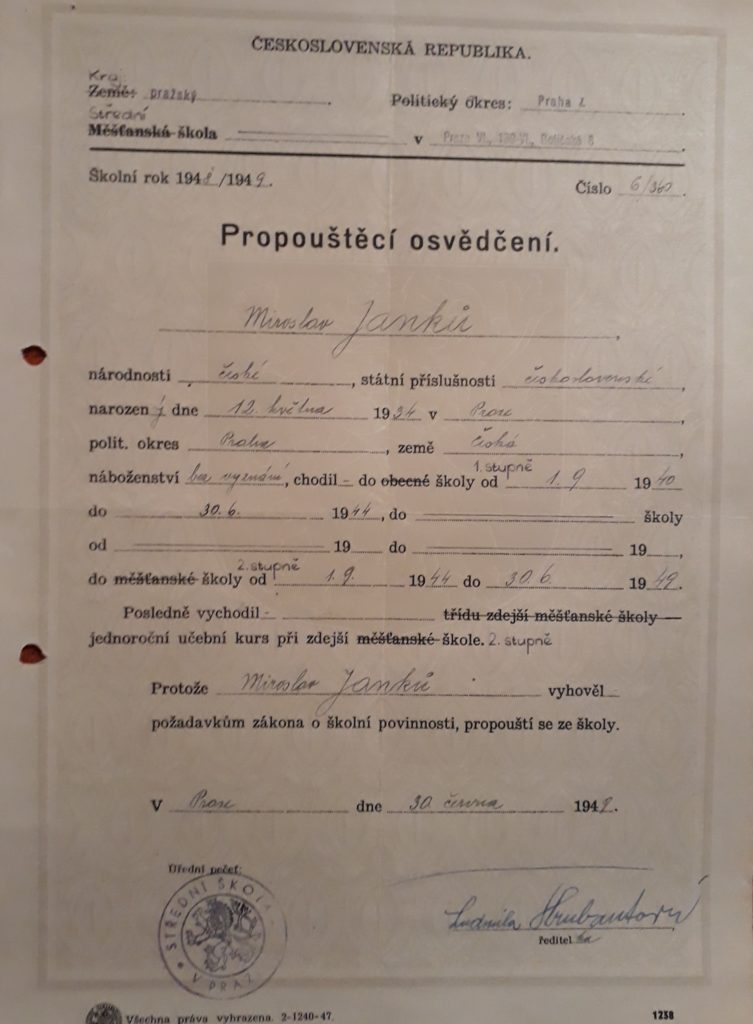 ČESKOSLOVENSKÁ REPUBLIKA.
Kraj
Země: pražský
Politický okres: Praha
Střední
Měšťanská škola
v Praze VI.,
Školní rok 1948/1949.
Číslo 6/360
Propouštěcí osvědčení.
Miroslav Janků,
národnosti české, státní příslušnosti československé,
narozen dne 12. května 1934 v Praze,
polit. okres Praha, země Česká,
1. stupně
náboženství bez vyznání, chodil - do obecné školy od 1. 9. 1940
do 30. 6. 1944, do školy
od 19 do 19,
2. stupně
do měšťanské školy od 1. 9. 1944 do 30. 6. 1949.
Posledně vychodil - třídu zdejší měšťanské školy —
jednoroční učební kurs při zdejší měšťanské škole. 2. stupně
Protože Miroslav Janků vyhověl
požadavkům zákona o školní povinnosti, propouští se ze školy.
V Praze dne 30. června 1949.
Úřední pečeť:
STŘEDNÍ ŠKOLA
V PRAZE
Ludmila
ředitelka
Všechna práva vyhrazena. 2-1240-47.
1238